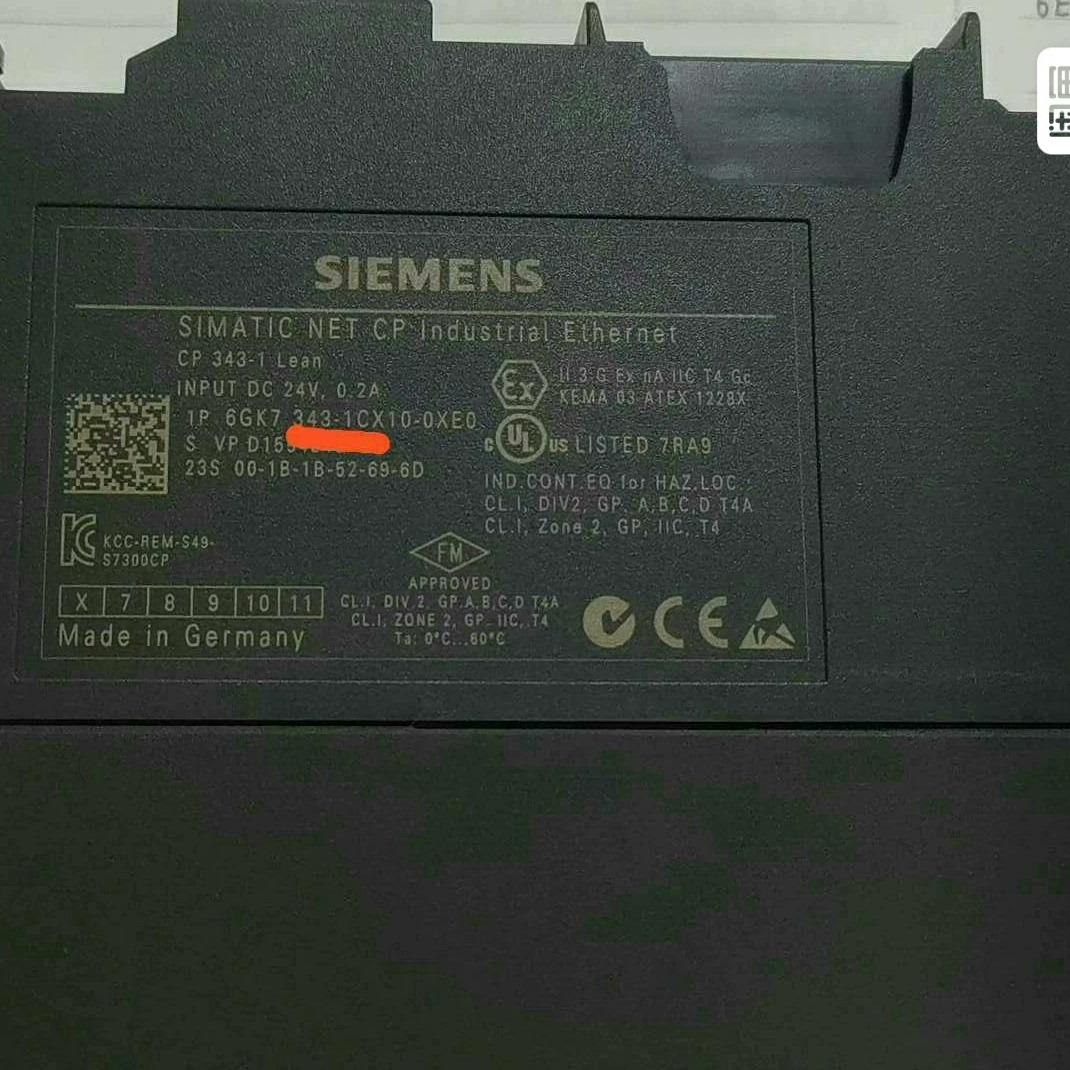 SIEMENS
SIMATIC NET CP Industrial Ethernet
CP 343-1 Lean
INPUT DC 24V, 0.2A
1P 6GK7 343-1CX10-0XE0
S VP
23S 00-1B-1B-52-69-6D
Ex
II 3 G Ex nA IIC T4 Gc
KEMA 03 ATEX 1228X
c UL us LISTED 7RA9
IND.CONT.EQ for HAZ.LOC.:
CL.I, DIV2, GP. A,B,C,D T4A
CL.I, Zone 2, GP, IIC, T4
KCC-REM-S49-
S7300CP
FM
APPROVED
CL.I, DIV.2, GP.A,B,C,D T4A
CL.I, ZONE 2, GP. IIC, T4
Ta: 0°C...60°C
X 7 8 9 10 11
Made in Germany
CE